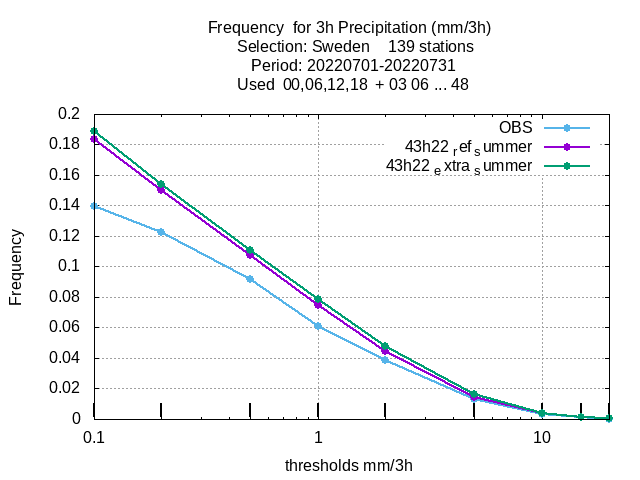 Frequency  for 3h Precipitation (mm/3h)
Selection: Sweden    139 stations
Period: 20220701-20220731
Used  00,06,12,18  + 03 06 ... 48
OBS
43h22 ref summer
43h22 extra summer
0.2
0.18
0.16
0.14
0.12
0.1
0.08
0.06
0.04
0.02
0
Frequency
0.1 1 10
thresholds mm/3h